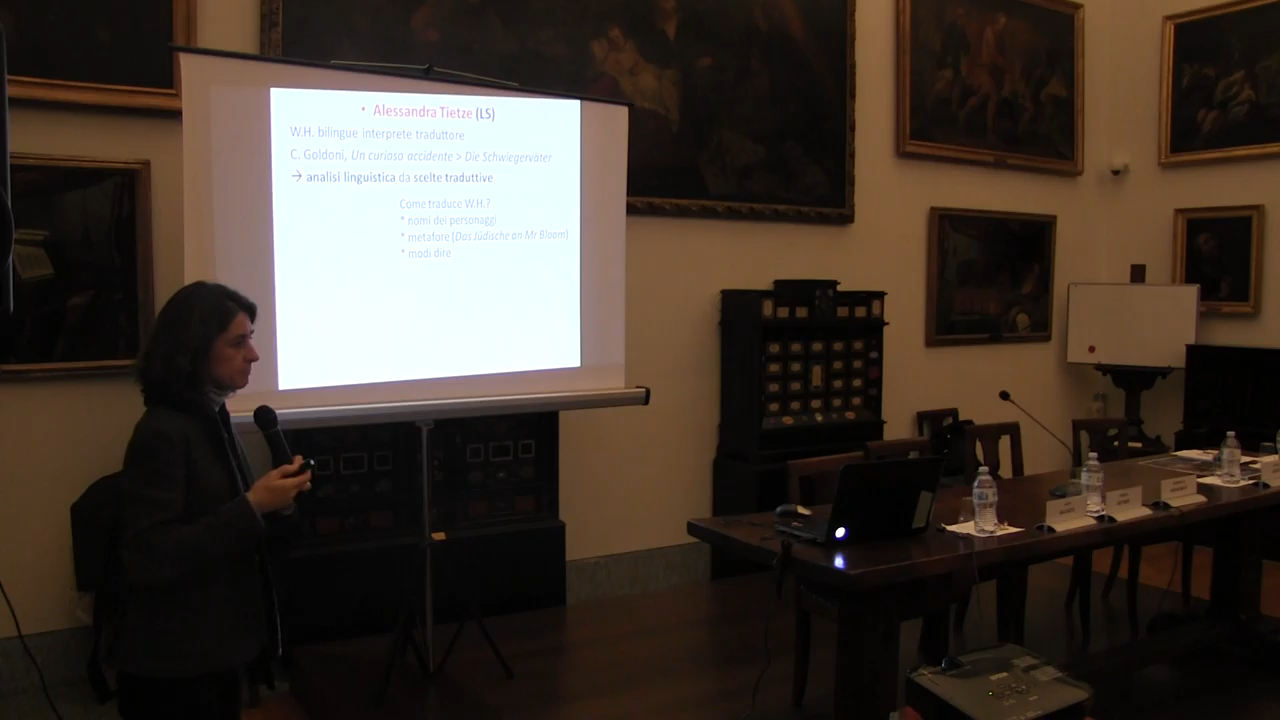 • Alessandra Tietze (LS)
W.H. bilingue interprete traduttore
C. Goldoni, Un curioso accidente > Die Schwiegerväter
→ analisi linguistica da scelte traduttive
Come traduce W.H.?
* nomi dei personaggi
* metafore (Das Jüdische an Mr Bloom)
* modi dire